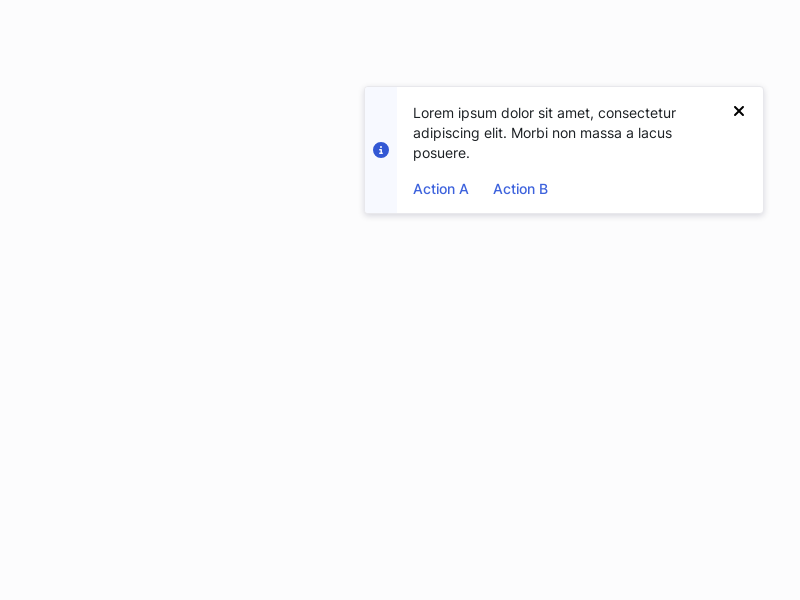 Lorem ipsum dolor sit amet, consectetur
adipiscing elit. Morbi non massa a lacus
posuere.
Action A Action B